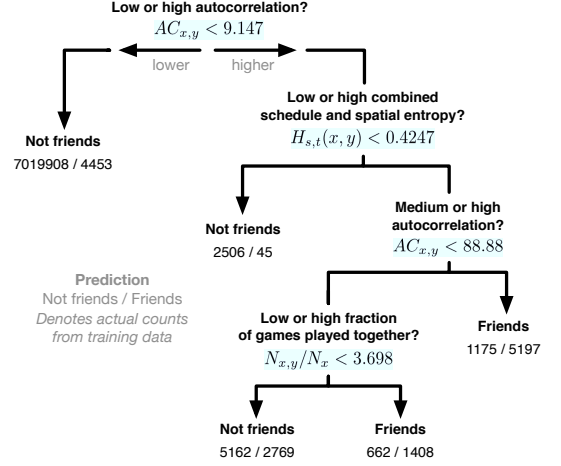 Low or high autocorrelation?
AC_{x,y} < 9.147
lower higher
Low or high combined
schedule and spatial entropy?
H_{s,t}(x, y) < 0.4247
Not friends
7019908 / 4453
Medium or high
autocorrelation?
AC_{x,y} < 88.88
Not friends
2506 / 45
Prediction
Not friends / Friends
Denotes actual counts
from training data
Low or high fraction
of games played together?
N_{x,y}/N_x < 3.698
Friends
1175 / 5197
Not friends
5162 / 2769
Friends
662 / 1408